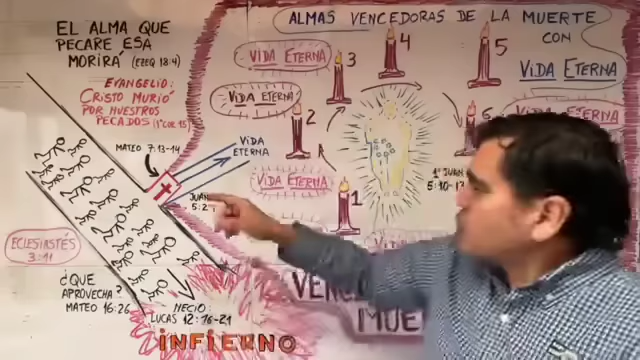 EL ALMA QUE
PECARE ESA
MORIRÁ (EZEQ 18:4)
EVANGELIO:
CRISTO MURIÓ
POR NUESTROS
PECADOS (1ª COR. 15)
MATEO 7:13-14
VIDA
ETERNA
JUAN
ECLESIASTÉS
3:11
¿QUE
APROVECHA?
MATEO 16:26
NECIO
LUCAS 12:16-21
INFIERNO
ALMAS VENCEDORAS DE LA MUERTE
CON
VIDA ETERNA
VIDA ETERNA
3
4
5
VIDA ETERNA
2
6
VIDA ETERNA
VIDA ETERNA
1
1ª JUAN
5:10-13